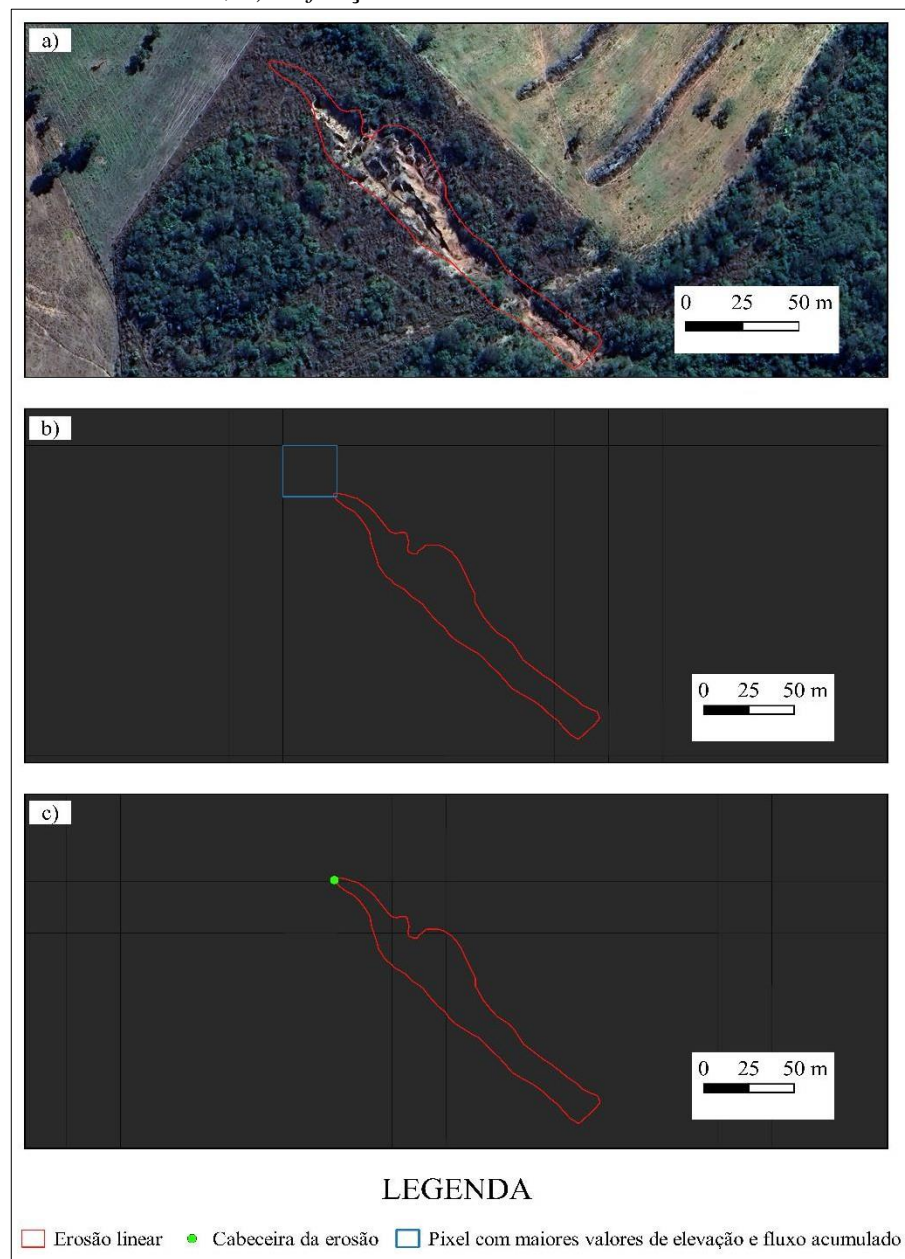 a)
0 25 50 m
b)
0 25 50 m
c)
0 25 50 m
LEGENDA
Erosão linear
Cabeceira da erosão
Pixel com maiores valores de elevação e fluxo acumulado